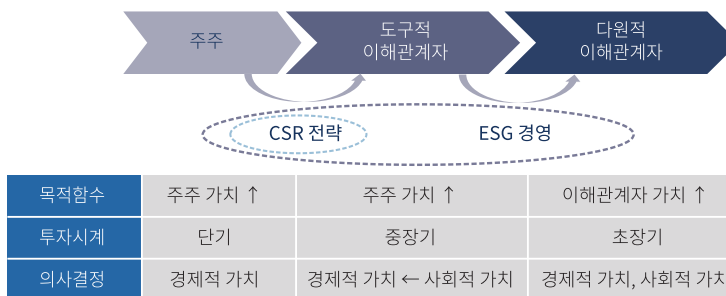 주주
도구적
이해관계자
다원적
이해관계자
CSR 전략
ESG 경영
목적함수 주주 가치 ↑ 주주 가치 ↑ 이해관계자 가치 ↑
투자시계 단기 중장기 초장기
의사결정 경제적 가치 경제적 가치 ← 사회적 가치 경제적 가치, 사회적 가치